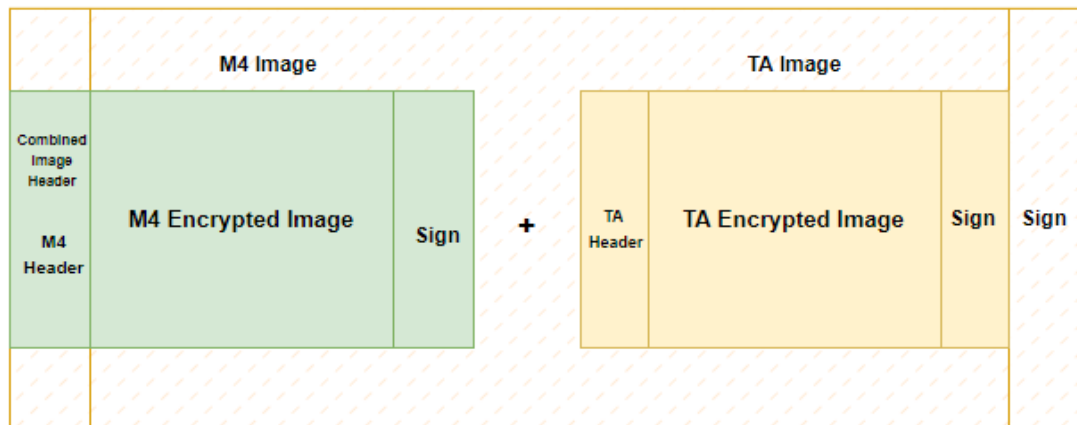 M4 Image
TA Image
Combined
Image
Header
M4
Header
M4 Encrypted Image
Sign
+
TA
Header
TA Encrypted Image
Sign
Sign